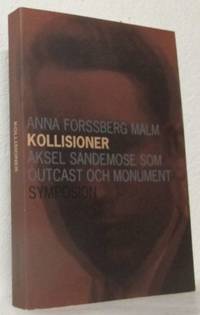 ANNA FORSSBERG MALM
KOLLISIONER
AKSEL SANDEMOSE SOM
OUTCAST OCH MONUMENT
SYMPOSION
KOLLISIONER